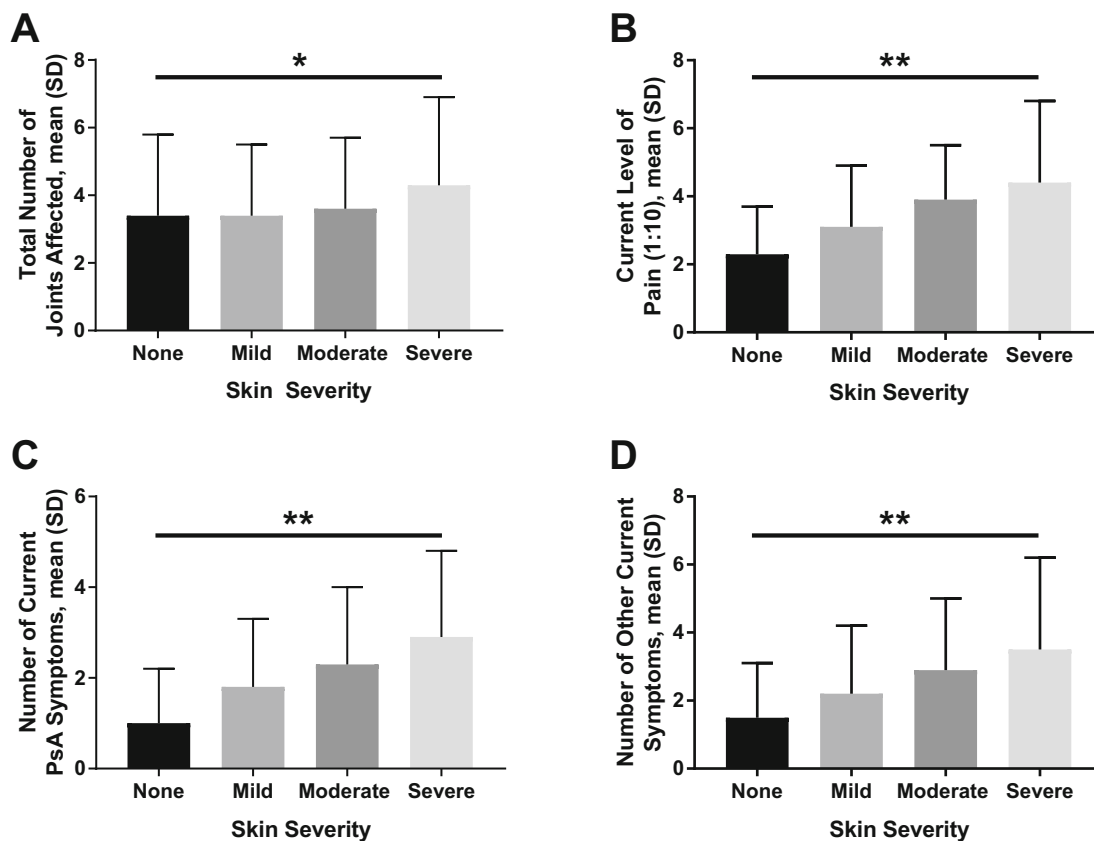 A
Total Number of
Joints Affected, mean (SD)
8
6
4
2
0
*
None Mild Moderate Severe
Skin Severity
B
Current Level of
Pain (1:10), mean (SD)
8
6
4
2
0
**
None Mild Moderate Severe
Skin Severity
C
Number of Current
PsA Symptoms, mean (SD)
6
4
2
0
**
None Mild Moderate Severe
Skin Severity
D
Number of Other Current
Symptoms, mean (SD)
8
6
4
2
0
**
None Mild Moderate Severe
Skin Severity